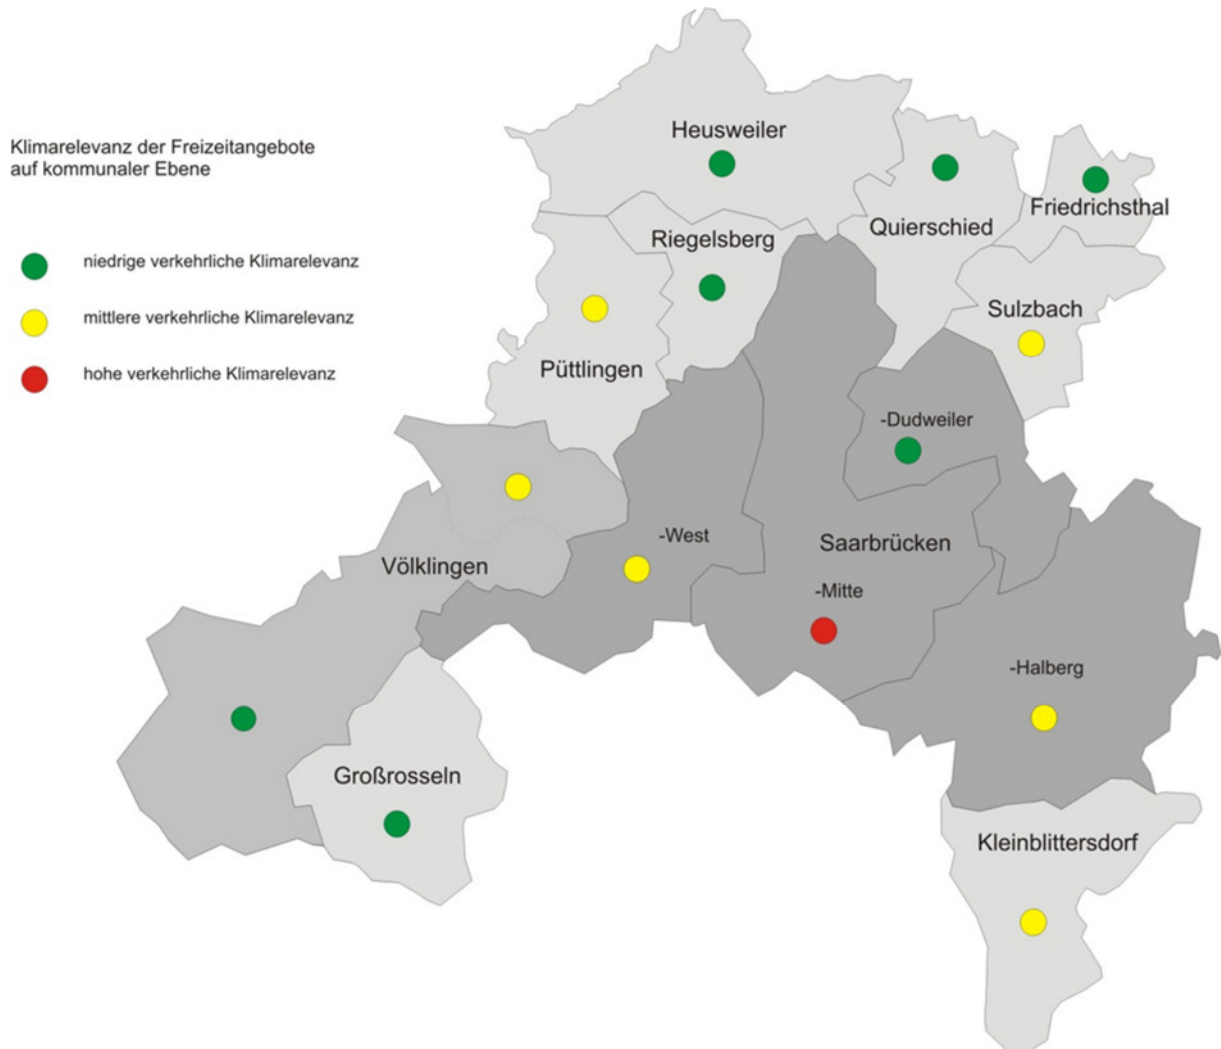 Klimarelevanz der Freizeitangebote
auf kommunaler Ebene
niedrige verkehrliche Klimarelevanz
mittlere verkehrliche Klimarelevanz
hohe verkehrliche Klimarelevanz
Heusweiler
Friedrichsthal
Quierschied
Riegelsberg
Sulzbach
Püttlingen
-Dudweiler
-West
Saarbrücken
Völklingen
-Mitte
-Halberg
Großrosseln
Kleinblittersdorf